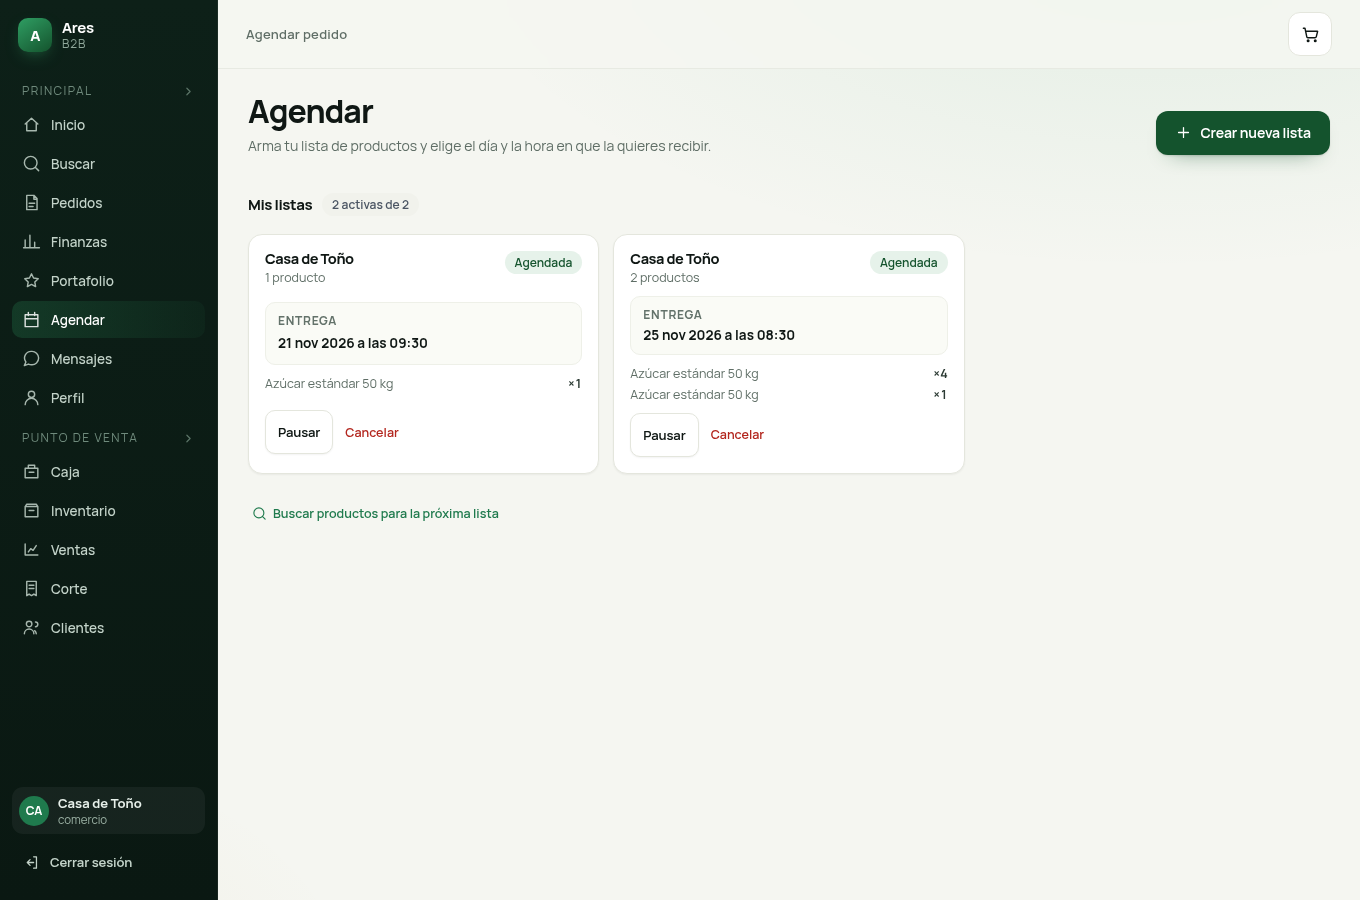 A
Ares
B2B
PRINCIPAL
Inicio
Buscar
Pedidos
Finanzas
Portafolio
Agendar
Mensajes
Perfil
PUNTO DE VENTA
Caja
Inventario
Ventas
Corte
Clientes
CA
Casa de Toño
comercio
Cerrar sesión
Agendar pedido
Agendar
Arma tu lista de productos y elige el día y la hora en que la quieres recibir.
Crear nueva lista
Mis listas
2 activas de 2
Casa de Toño
Agendada
1 producto
ENTREGA
21 nov 2026 a las 09:30
Azúcar estándar 50 kg ×1
Pausar
Cancelar
Casa de Toño
Agendada
2 productos
ENTREGA
25 nov 2026 a las 08:30
Azúcar estándar 50 kg ×4
Azúcar estándar 50 kg ×1
Pausar
Cancelar
Buscar productos para la próxima lista